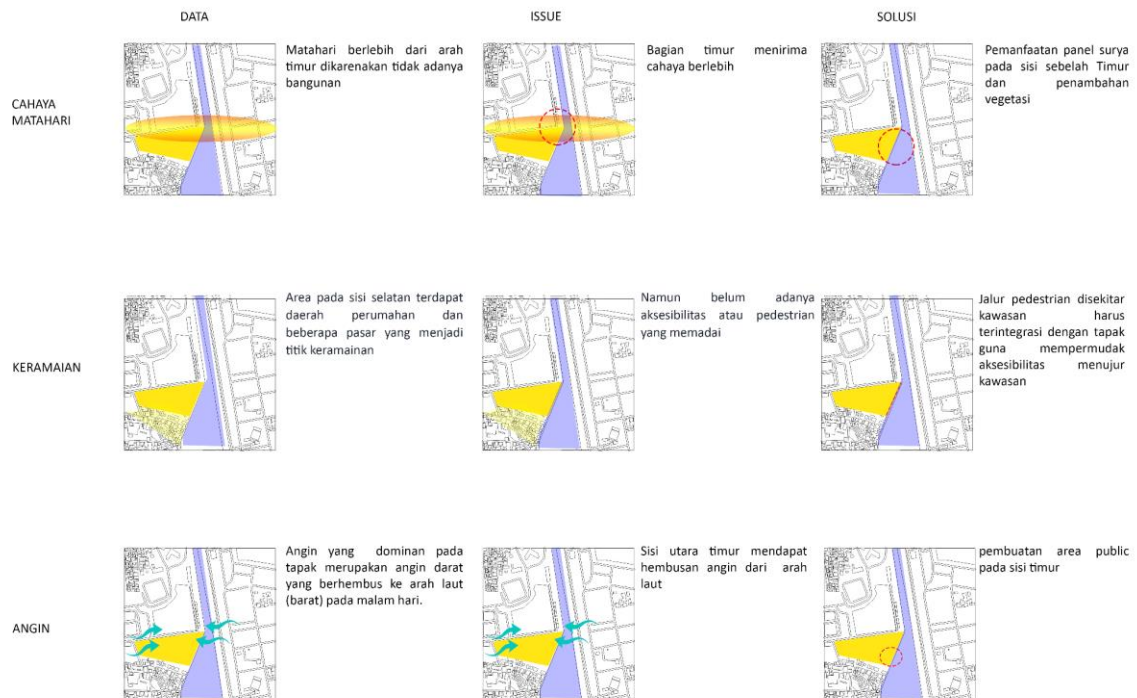 DATA
ISSUE
SOLUSI
CAHAYA
MATAHARI
Matahari berlebih dari arah
timur dikarenakan tidak adanya
bangunan
Bagian timur menirima
cahaya berlebih
Pemanfaatan panel surya
pada sisi sebelah Timur
dan penambahan
vegetasi
KERAMAIAN
Area pada sisi selatan terdapat
daerah perumahan dan
beberapa pasar yang menjadi
titik keramainan
Namun belum adanya
aksesibilitas atau pedestrian
yang memadai
Jalur pedestrian disekitar
kawasan harus
terintegrasi dengan tapak
guna mempermudak
aksesibilitas menujur
kawasan
ANGIN
Angin yang dominan pada
tapak merupakan angin darat
yang berhembus ke arah laut
(barat) pada malam hari.
Sisi utara timur mendapat
hembusan angin dari arah
laut
pembuatan area public
pada sisi timur